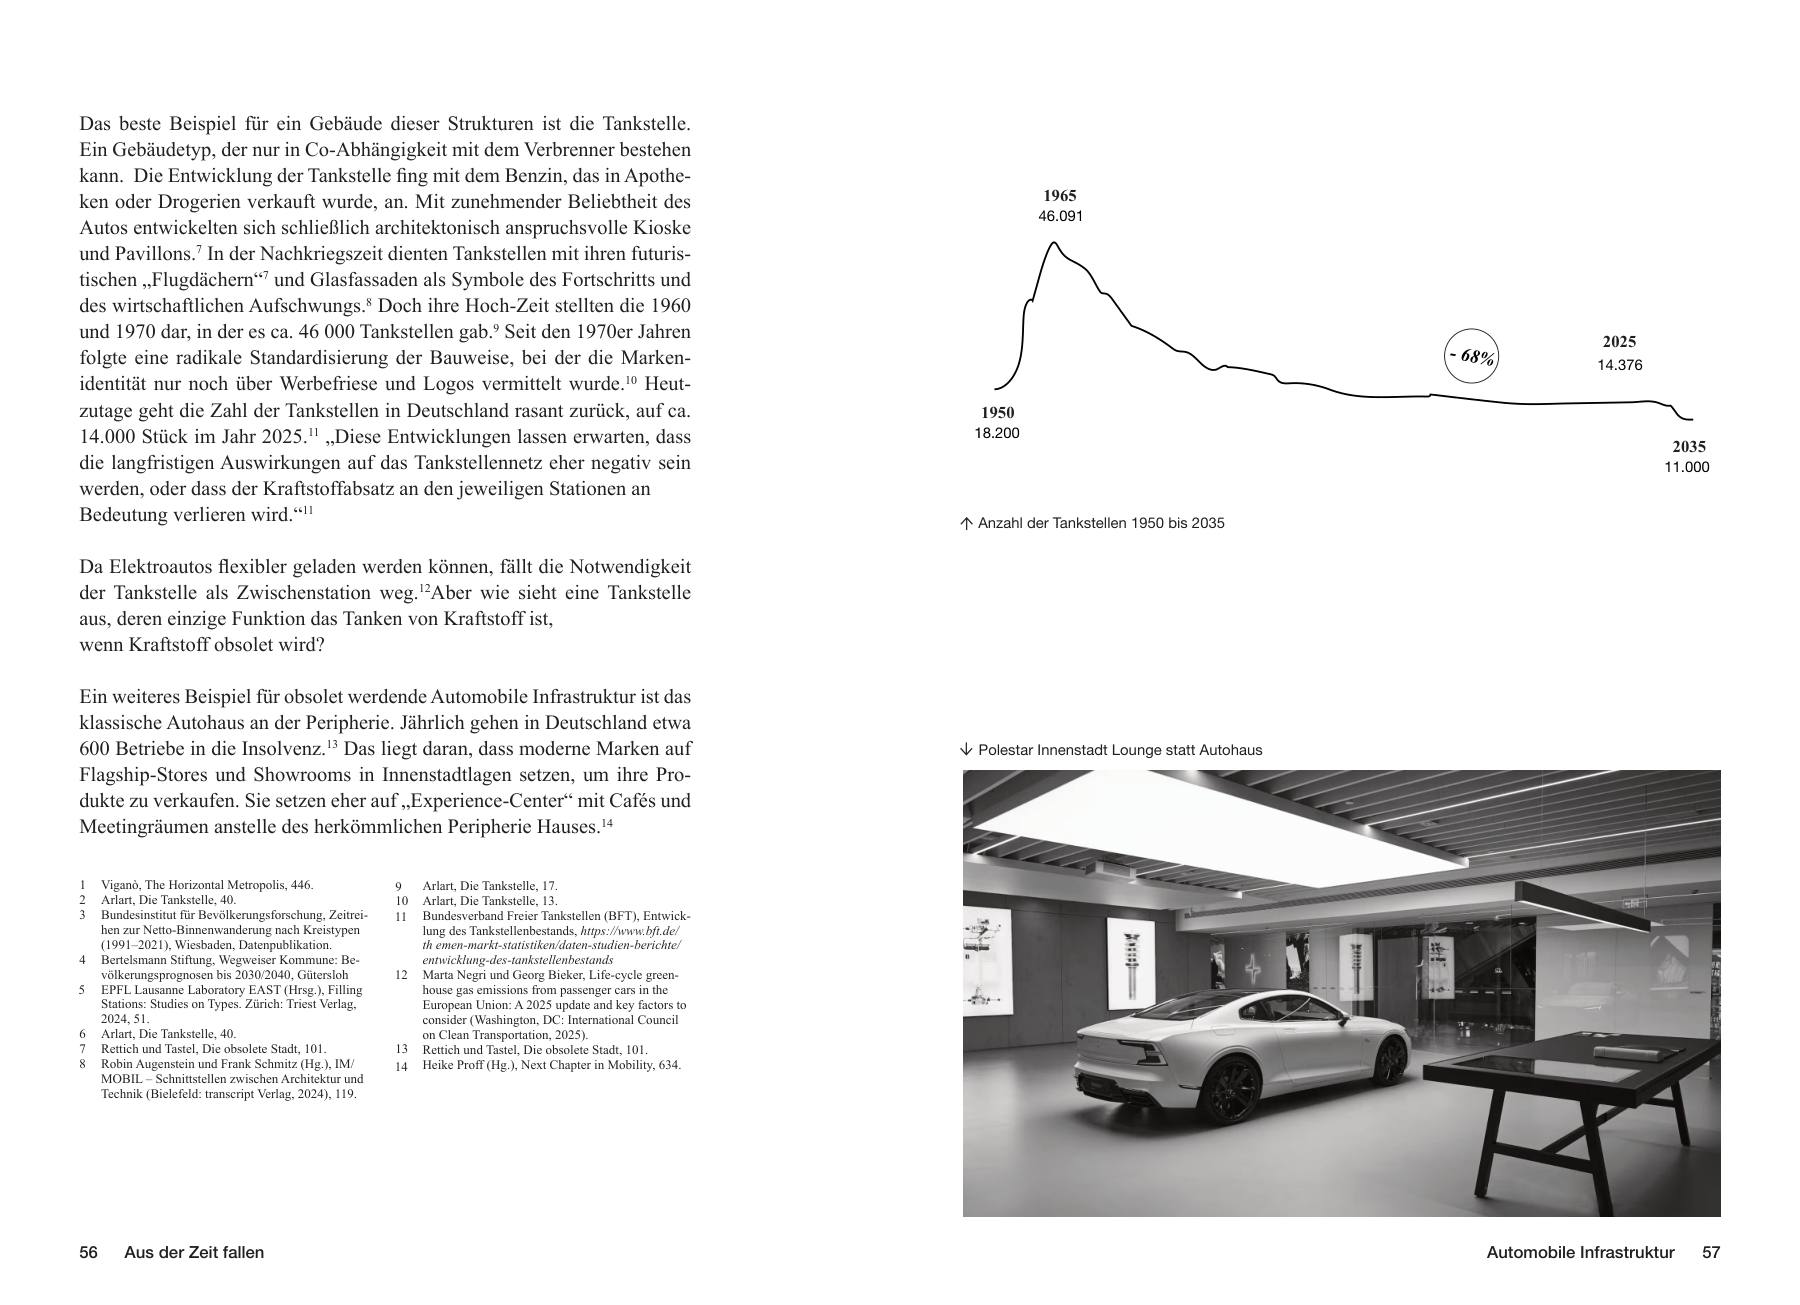 Das beste Beispiel für ein Gebäude dieser Strukturen ist die Tankstelle.
Ein Gebäudetyp, der nur in Co-Abhängigkeit mit dem Verbrenner bestehen
kann.  Die Entwicklung der Tankstelle fing mit dem Benzin, das in Apothe-
ken oder Drogerien verkauft wurde, an. Mit zunehmender Beliebtheit des
Autos entwickelten sich schließlich architektonisch anspruchsvolle Kioske
und Pavillons.⁷ In der Nachkriegszeit dienten Tankstellen mit ihren futuris-
tischen „Flugdächern“⁷ und Glasfassaden als Symbole des Fortschritts und
des wirtschaftlichen Aufschwungs.⁸ Doch ihre Hoch-Zeit stellten die 1960
und 1970 dar, in der es ca. 46 000 Tankstellen gab.⁹ Seit den 1970er Jahren
folgte eine radikale Standardisierung der Bauweise, bei der die Marken-
identität nur noch über Werbefriese und Logos vermittelt wurde.¹⁰ Heut-
zutage geht die Zahl der Tankstellen in Deutschland rasant zurück, auf ca.
14.000 Stück im Jahr 2025.¹¹ „Diese Entwicklungen lassen erwarten, dass
die langfristigen Auswirkungen auf das Tankstellennetz eher negativ sein
werden, oder dass der Kraftstoffabsatz an den jeweiligen Stationen an
Bedeutung verlieren wird.“¹¹
Da Elektroautos flexibler geladen werden können, fällt die Notwendigkeit
der Tankstelle als Zwischenstation weg.¹²Aber wie sieht eine Tankstelle
aus, deren einzige Funktion das Tanken von Kraftstoff ist,
wenn Kraftstoff obsolet wird?
Ein weiteres Beispiel für obsolet werdende Automobile Infrastruktur ist das
klassische Autohaus an der Peripherie. Jährlich gehen in Deutschland etwa
600 Betriebe in die Insolvenz.¹³ Das liegt daran, dass moderne Marken auf
Flagship-Stores und Showrooms in Innenstadtlagen setzen, um ihre Pro-
dukte zu verkaufen. Sie setzen eher auf „Experience-Center“ mit Cafés und
Meetingräumen anstelle des herkömmlichen Peripherie Hauses.¹⁴
1 Viganò, The Horizontal Metropolis, 446.
2 Arlart, Die Tankstelle, 40.
3 Bundesinstitut für Bevölkerungsforschung, Zeitrei-
hen zur Netto-Binnenwanderung nach Kreistypen
(1991–2021), Wiesbaden, Datenpublikation.
4 Bertelsmann Stiftung, Wegweiser Kommune: Be-
völkerungsprognosen bis 2030/2040, Gütersloh
5 EPFL Lausanne Laboratory EAST (Hrsg.), Filling
Stations: Studies on Types. Zürich: Triest Verlag,
2024, 51.
6 Arlart, Die Tankstelle, 40.
7 Rettich und Tastel, Die obsolete Stadt, 101.
8 Robin Augenstein und Frank Schmitz (Hg.), IM/
MOBIL – Schnittstellen zwischen Architektur und
Technik (Bielefeld: transcript Verlag, 2024), 119.
9 Arlart, Die Tankstelle, 17.
10 Arlart, Die Tankstelle, 13.
11 Bundesverband Freier Tankstellen (BFT), Entwick-
lung des Tankstellenbestands, https://www.bft.de/
th emen-markt-statistiken/daten-studien-berichte/
entwicklung-des-tankstellenbestands
12 Marta Negri und Georg Bieker, Life-cycle green-
house gas emissions from passenger cars in the
European Union: A 2025 update and key factors to
consider (Washington, DC: International Council
on Clean Transportation, 2025).
13 Rettich und Tastel, Die obsolete Stadt, 101.
14 Heike Proff (Hg.), Next Chapter in Mobility, 634.
56 Aus der Zeit fallen
1965
46.091
- 68%
2025
14.376
1950
18.200
2035
11.000
↑ Anzahl der Tankstellen 1950 bis 2035
↓ Polestar Innenstadt Lounge statt Autohaus
Automobile Infrastruktur 57